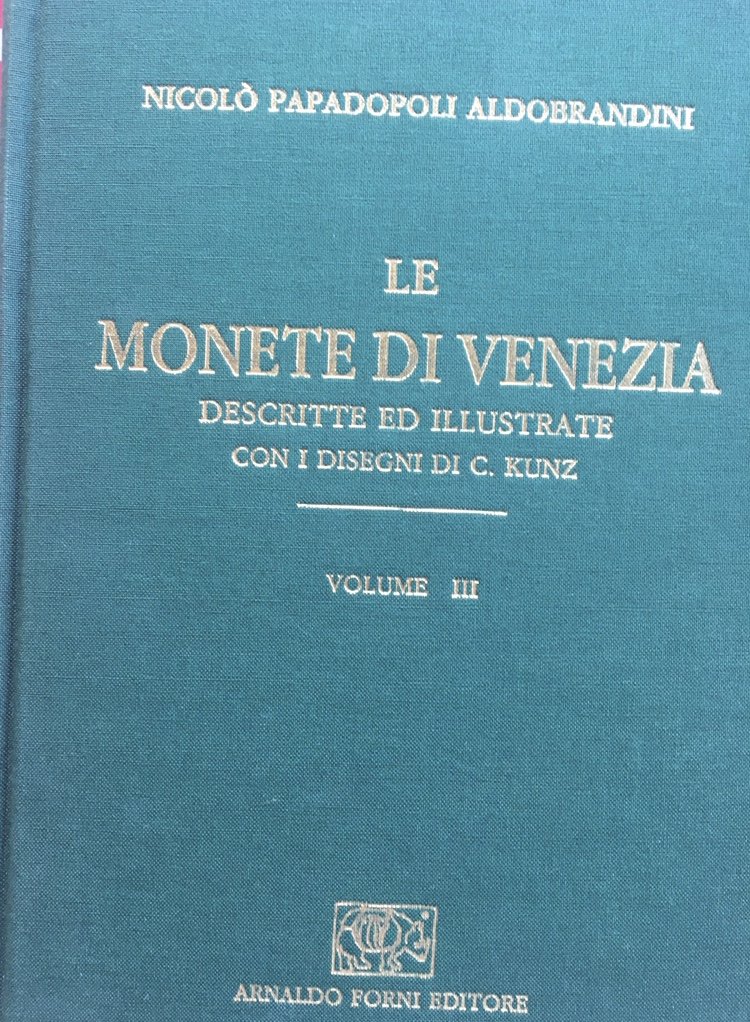 NICOLÒ PAPADOPOLI ALDOBRANDINI
LE
MONETE DI VENEZIA
DESCRITTE ED ILLUSTRATE
CON I DISEGNI DI C. KUNZ
VOLUME III
ARNALDO FORNI EDITORE